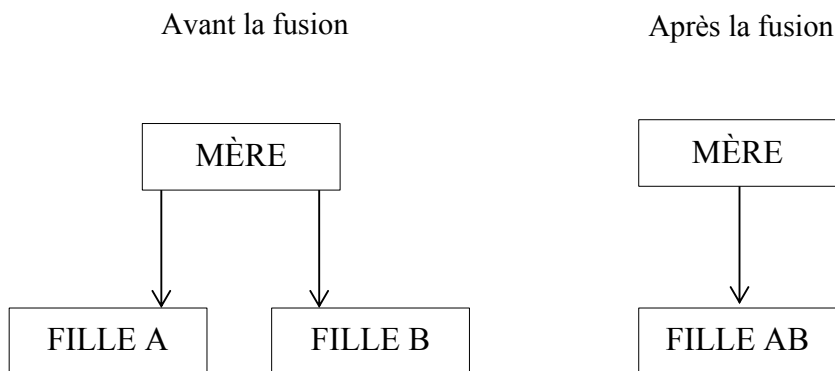 Avant la fusion
Après la fusion
MÈRE
MÈRE
FILLE A
FILLE B
FILLE AB